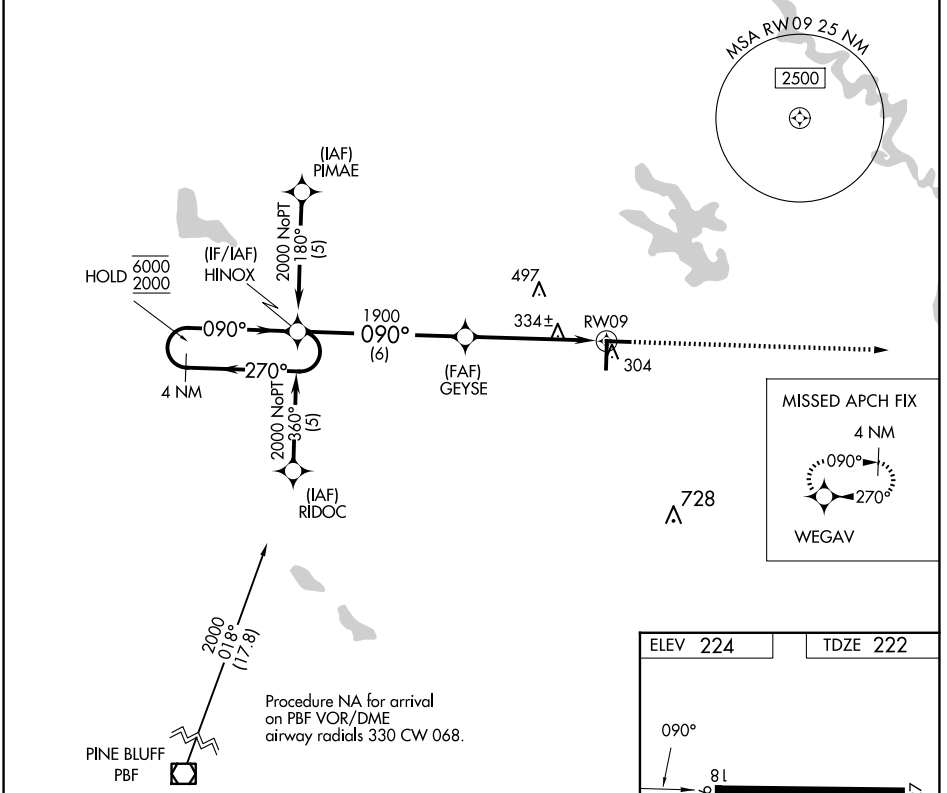 MSA RW09 25 NM
2500
(IAF)
PIMAE
2000 NoPT
180°
(5)
(IF/IAF)
HINOX
HOLD 6000
2000
090°
270°
4 NM
1900
090°
(6)
497
334±
RW09
304
(FAF)
GEYSE
2000 NoPT
360°
(5)
(IAF)
RIDOC
728
MISSED APCH FIX
4 NM
090°
270°
WEGAV
2000
018°
(17.8)
Procedure NA for arrival
on PBF VOR/DME
airway radials 330 CW 068.
PINE BLUFF
PBF
ELEV 224
TDZE 222
090°
18